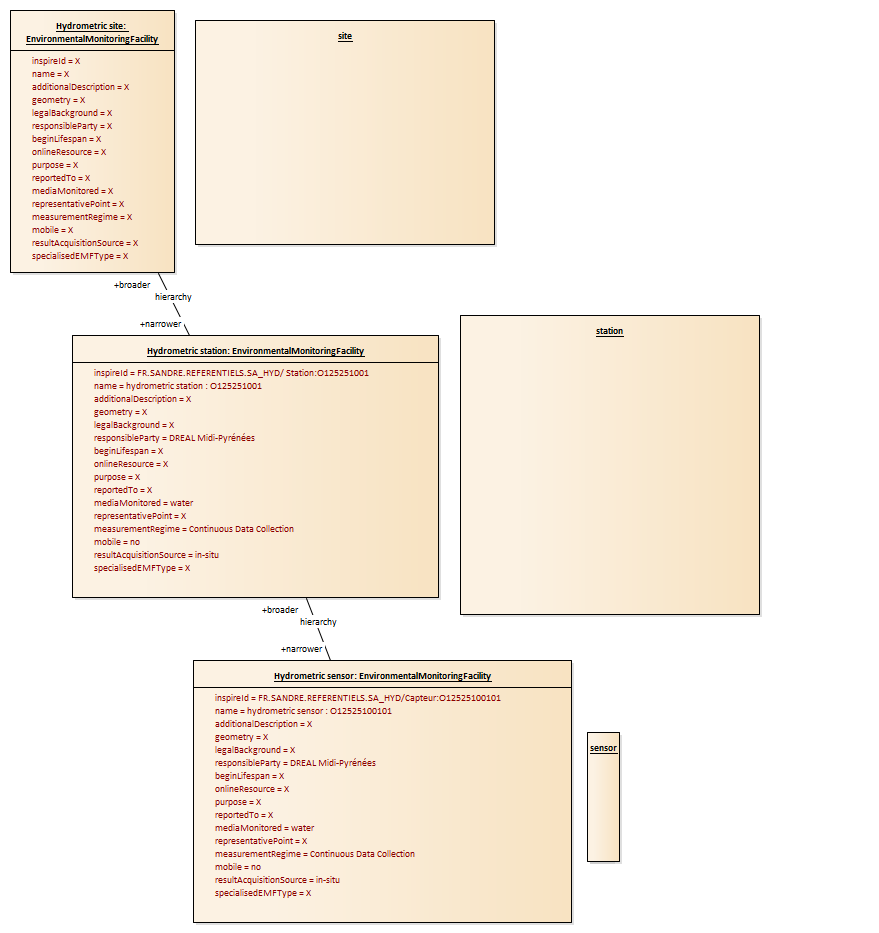 Hydrometric site:
EnvironmentalMonitoringFacility
inspireId = X
name = X
additionalDescription = X
geometry = X
legalBackground = X
responsibleParty = X
beginLifespan = X
onlineResource = X
purpose = X
reportedTo = X
mediaMonitored = X
representativePoint = X
measurementRegime = X
mobile = X
resultAcquisitionSource = X
specialisedEMFType = X
site
+broader
hierarchy
+narrower
Hydrometric station: EnvironmentalMonitoringFacility
inspireId = FR.SANDRE.REFERENTIELS.SA_HYD/ Station:O125251001
name = hydrometric station : O125251001
additionalDescription = X
geometry = X
legalBackground = X
responsibleParty = DREAL Midi-Pyrénées
beginLifespan = X
onlineResource = X
purpose = X
reportedTo = X
mediaMonitored = water
representativePoint = X
measurementRegime = Continuous Data Collection
mobile = no
resultAcquisitionSource = in-situ
specialisedEMFType = X
station
+broader
hierarchy
+narrower
Hydrometric sensor: EnvironmentalMonitoringFacility
inspireId = FR.SANDRE.REFERENTIELS.SA_HYD/Capteur:O12525100101
name = hydrometric sensor : O12525100101
additionalDescription = X
geometry = X
legalBackground = X
responsibleParty = DREAL Midi-Pyrénées
beginLifespan = X
onlineResource = X
purpose = X
reportedTo = X
mediaMonitored = water
representativePoint = X
measurementRegime = Continuous Data Collection
mobile = no
resultAcquisitionSource = in-situ
specialisedEMFType = X
sensor